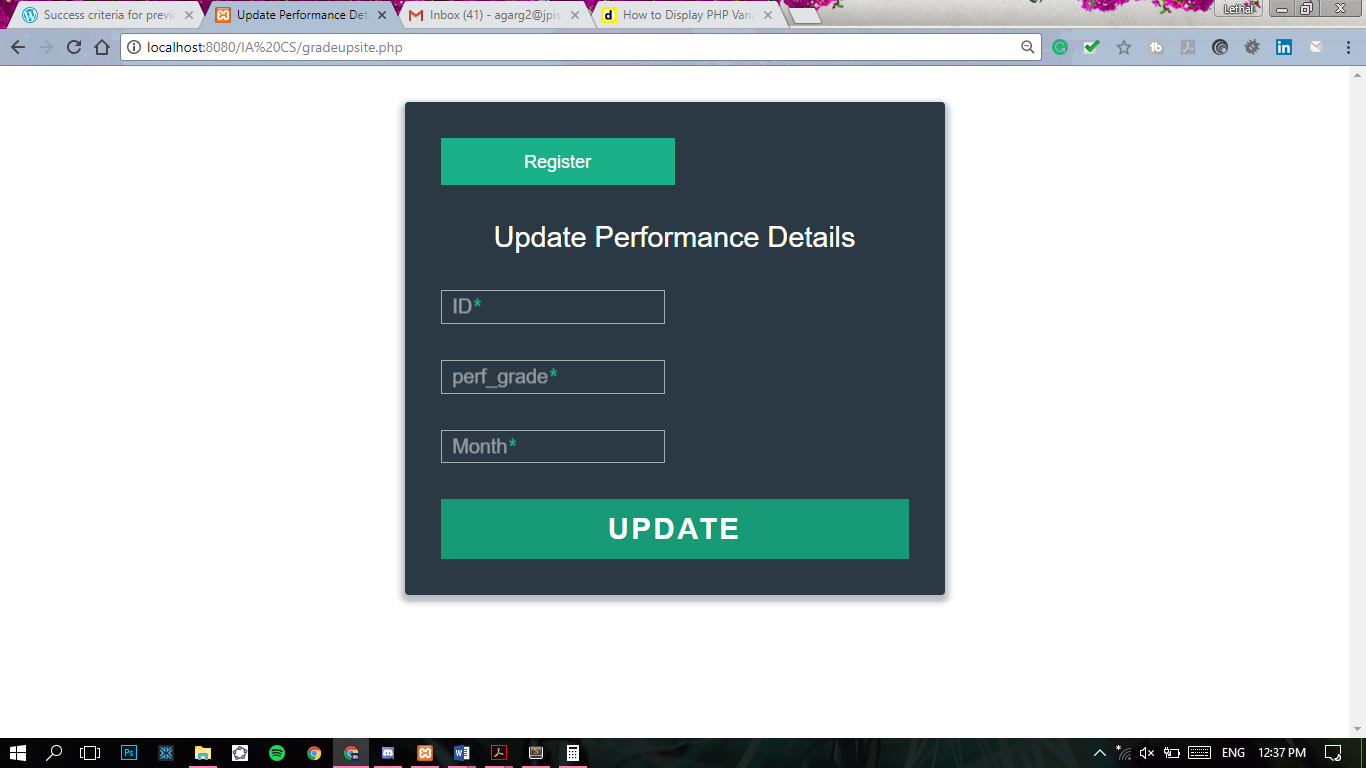 Success criteria for previ
Update Performance Det
Inbox (41) - agarg2@jpis
How to Display PHP Vari
Lethal
localhost:8080/IA%20CS/gradeupsite.php
Register
Update Performance Details
ID*
perf_grade*
Month*
UPDATE
ENG
12:37 PM